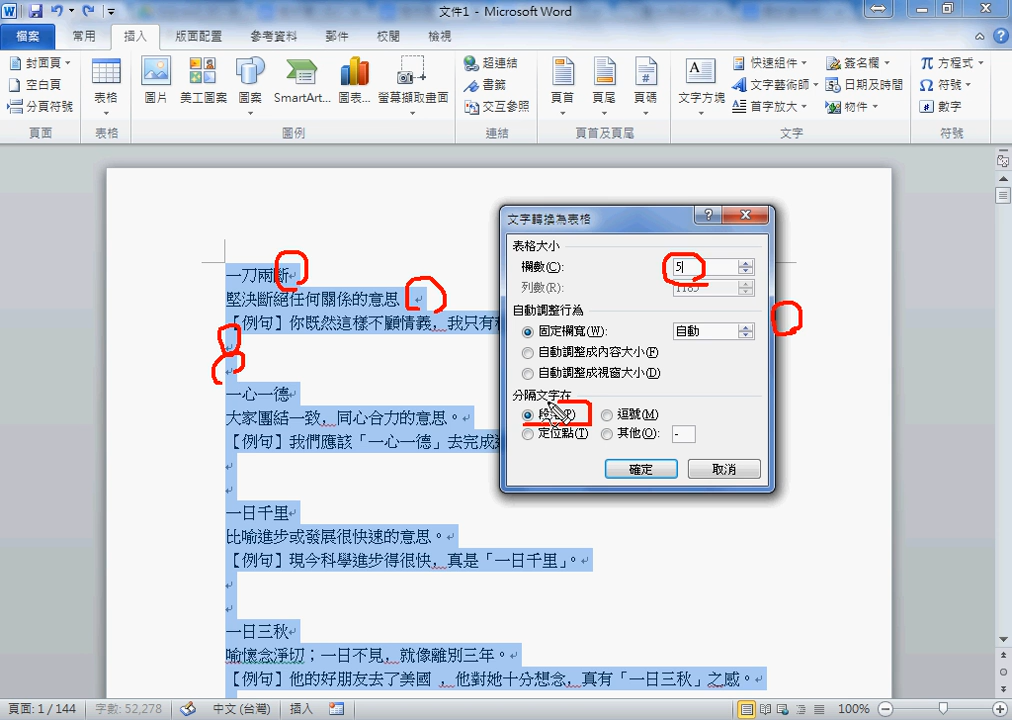 文件1 - Microsoft Word
檔案 常用 插入 版面配置 參考資料 郵件 校閱 檢視
封面頁 空白頁 分頁符號 頁面
表格 表格
圖片 美工圖案 圖案 SmartArt... 圖表... 螢幕擷取畫面 圖例
超連結 書籤 交互參照 連結
頁首 頁尾 頁碼 頁首及頁尾
文字方塊 快速組件 文字藝術師 首字放大 簽名欄 日期及時間 物件 文字
方程式 符號 數字 符號
一刀兩斷
堅決斷絕任何關係的意思
【例句】你既然這樣不顧情義，我只有
一心一德
大家團結一致，同心合力的意思。
【例句】我們應該「一心一德」去完成
一日千里
比喻進步或發展很快速的意思。
【例句】現今科學進步得很快，真是「一日千里」。
一日三秋
喻懷念淨切；一日不見，就像離別三年。
【例句】他的好朋友去了美國，他對她十分想念，真有「一日三秋」之感。
文字轉換為表格
表格大小
欄數(C): 5
列數(R): 1185
自動調整行為
固定欄寬(W): 自動
自動調整成內容大小(F)
自動調整成視窗大小(D)
分隔文字在
逗號(M)
定位點(T) 其他(O): -
確定 取消
頁面: 1 / 144 字數: 52,278 中文 (台灣) 插入 100%